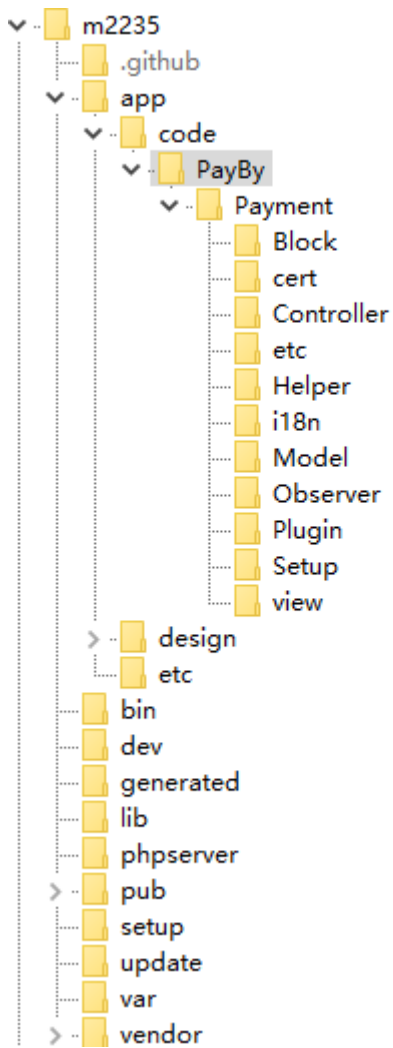 m2235
.github
app
code
PayBy
Payment
Block
cert
Controller
etc
Helper
i18n
Model
Observer
Plugin
Setup
view
design
etc
bin
dev
generated
lib
phpserver
pub
setup
update
var
vendor